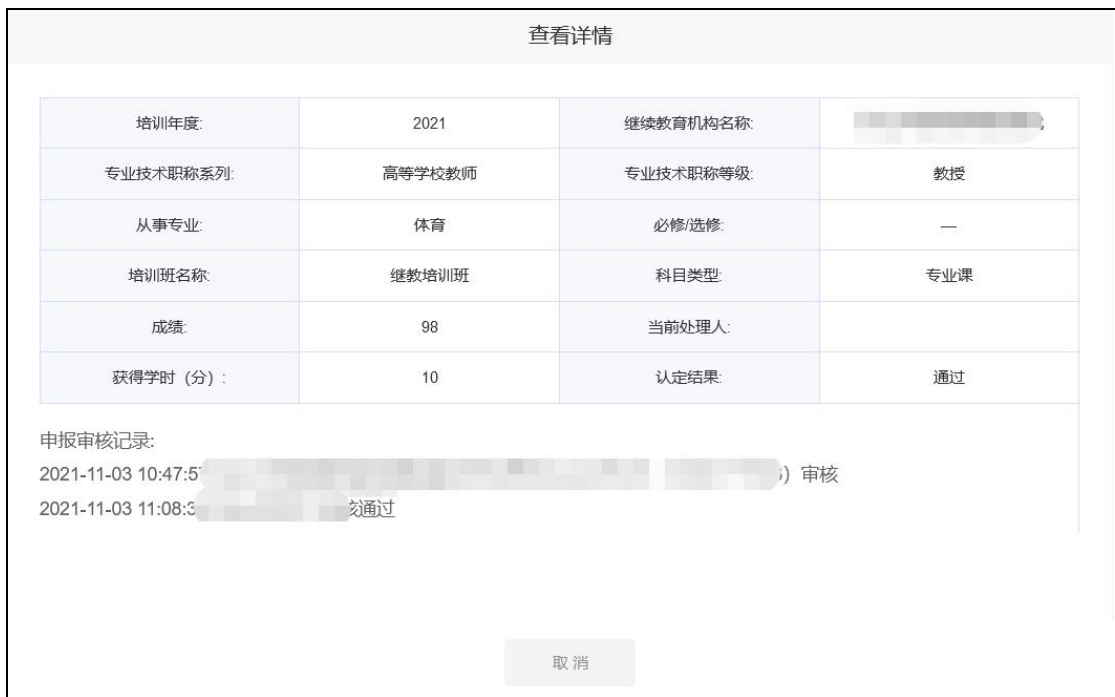 查看详情
培训年度: 2021 继续教育机构名称:
专业技术职称系列: 高等学校教师 专业技术职称等级: 教授
从事专业: 体育 必修/选修: —
培训班名称: 继教培训班 科目类型: 专业课
成绩: 98 当前处理人:
获得学时（分）: 10 认定结果: 通过
申报审核记录:
2021-11-03 10:47:5 ）审核
2021-11-03 11:08: 通过
取消